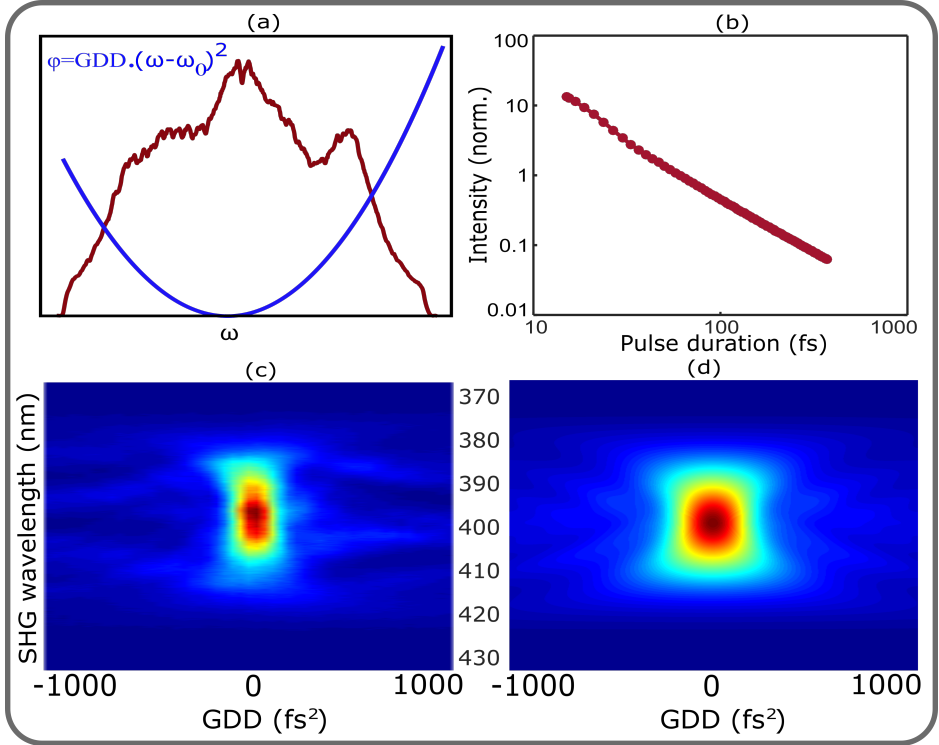 (a)
φ=GDD.(ω-ω₀)²
ω
(b)
Intensity (norm.)
100
10
1
0.1
0.01
10
100
1000
Pulse duration (fs)
(c)
SHG wavelength (nm)
370
380
390
400
410
420
430
-1000
0
1000
GDD (fs²)
(d)
-1000
0
1000
GDD (fs²)